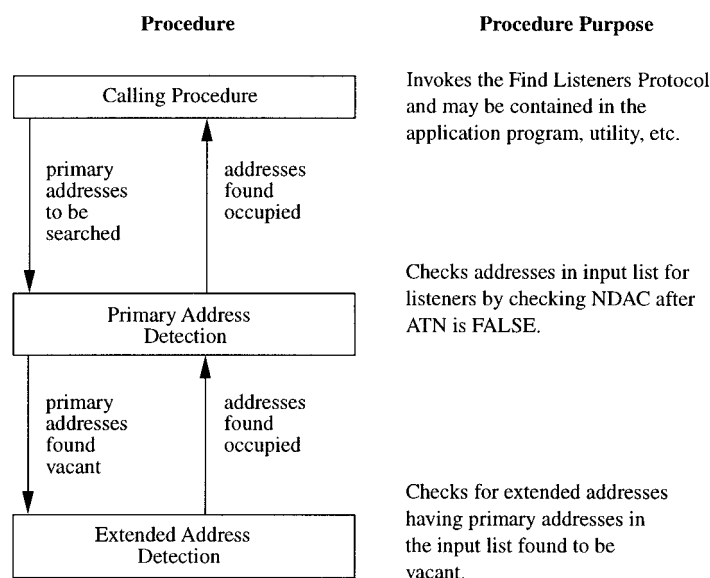 Procedure
Procedure Purpose
Calling Procedure
Invokes the Find Listeners Protocol
and may be contained in the
application program, utility, etc.
primary
addresses
to be
searched
addresses
found
occupied
Primary Address
Detection
Checks addresses in input list for
listeners by checking NDAC after
ATN is FALSE.
primary
addresses
found
vacant
addresses
found
occupied
Extended Address
Detection
Checks for extended addresses
having primary addresses in
the input list found to be
vacant.